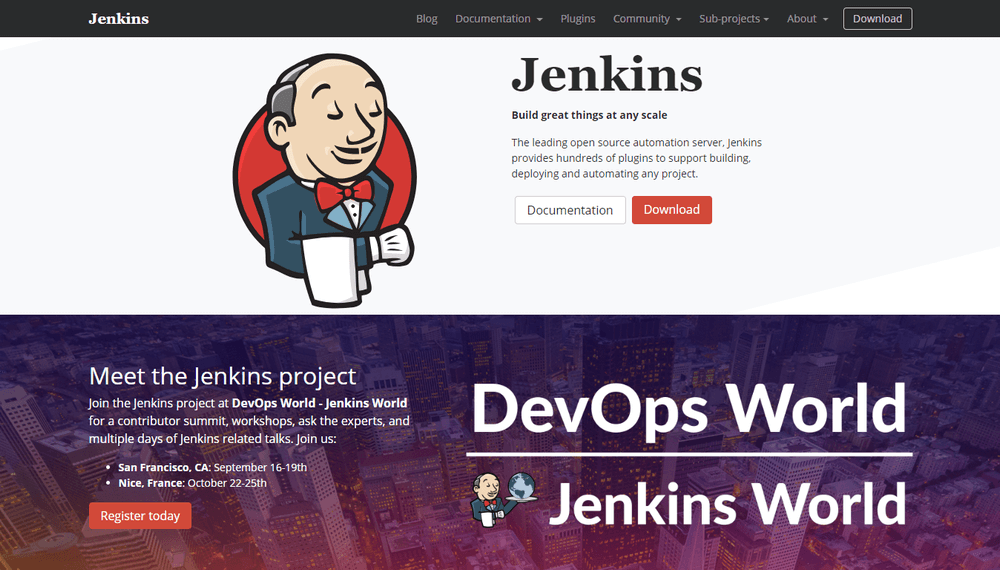 Jenkins
Blog Documentation Plugins Community Sub-projects About Download
Jenkins
Build great things at any scale
The leading open source automation server, Jenkins
provides hundreds of plugins to support building,
deploying and automating any project.
Documentation Download
Meet the Jenkins project
Join the Jenkins project at DevOps World - Jenkins World
for a contributor summit, workshops, ask the experts, and
multiple days of Jenkins related talks. Join us:
San Francisco, CA: September 16-19th
Nice, France: October 22-25th
Register today
DevOps World
Jenkins World